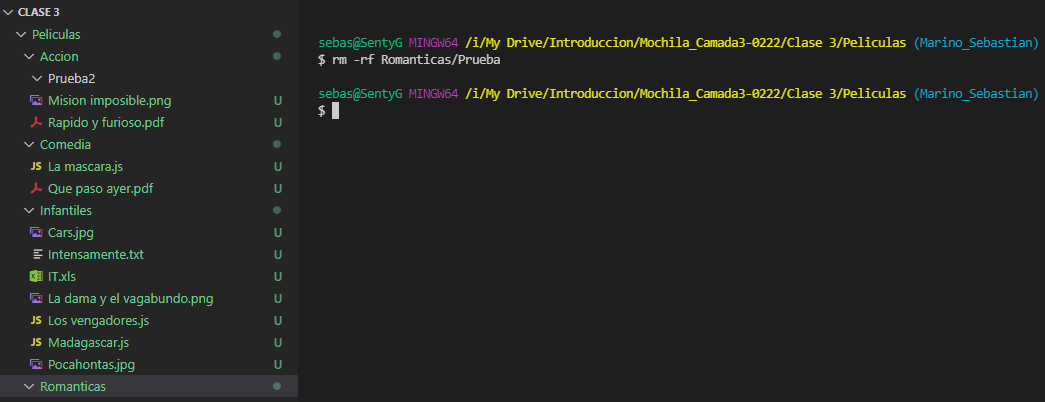 CLASE 3
Peliculas
Accion
Prueba2
Mision imposible.png U
Rapido y furioso.pdf U
Comedia
JS La mascara.js U
Que paso ayer.pdf U
Infantiles
Cars.jpg U
Intensamente.txt U
IT.xls U
La dama y el vagabundo.png U
JS Los vengadores.js U
JS Madagascar.js U
Pocahontas.jpg U
Romanticas
sebas@SentyG MINGW64 /i/My Drive/Introduccion/Mochila_Camada3-0222/Clase 3/Peliculas (Marino_Sebastian)
$ rm -rf Romanticas/Prueba
sebas@SentyG MINGW64 /i/My Drive/Introduccion/Mochila_Camada3-0222/Clase 3/Peliculas (Marino_Sebastian)
$